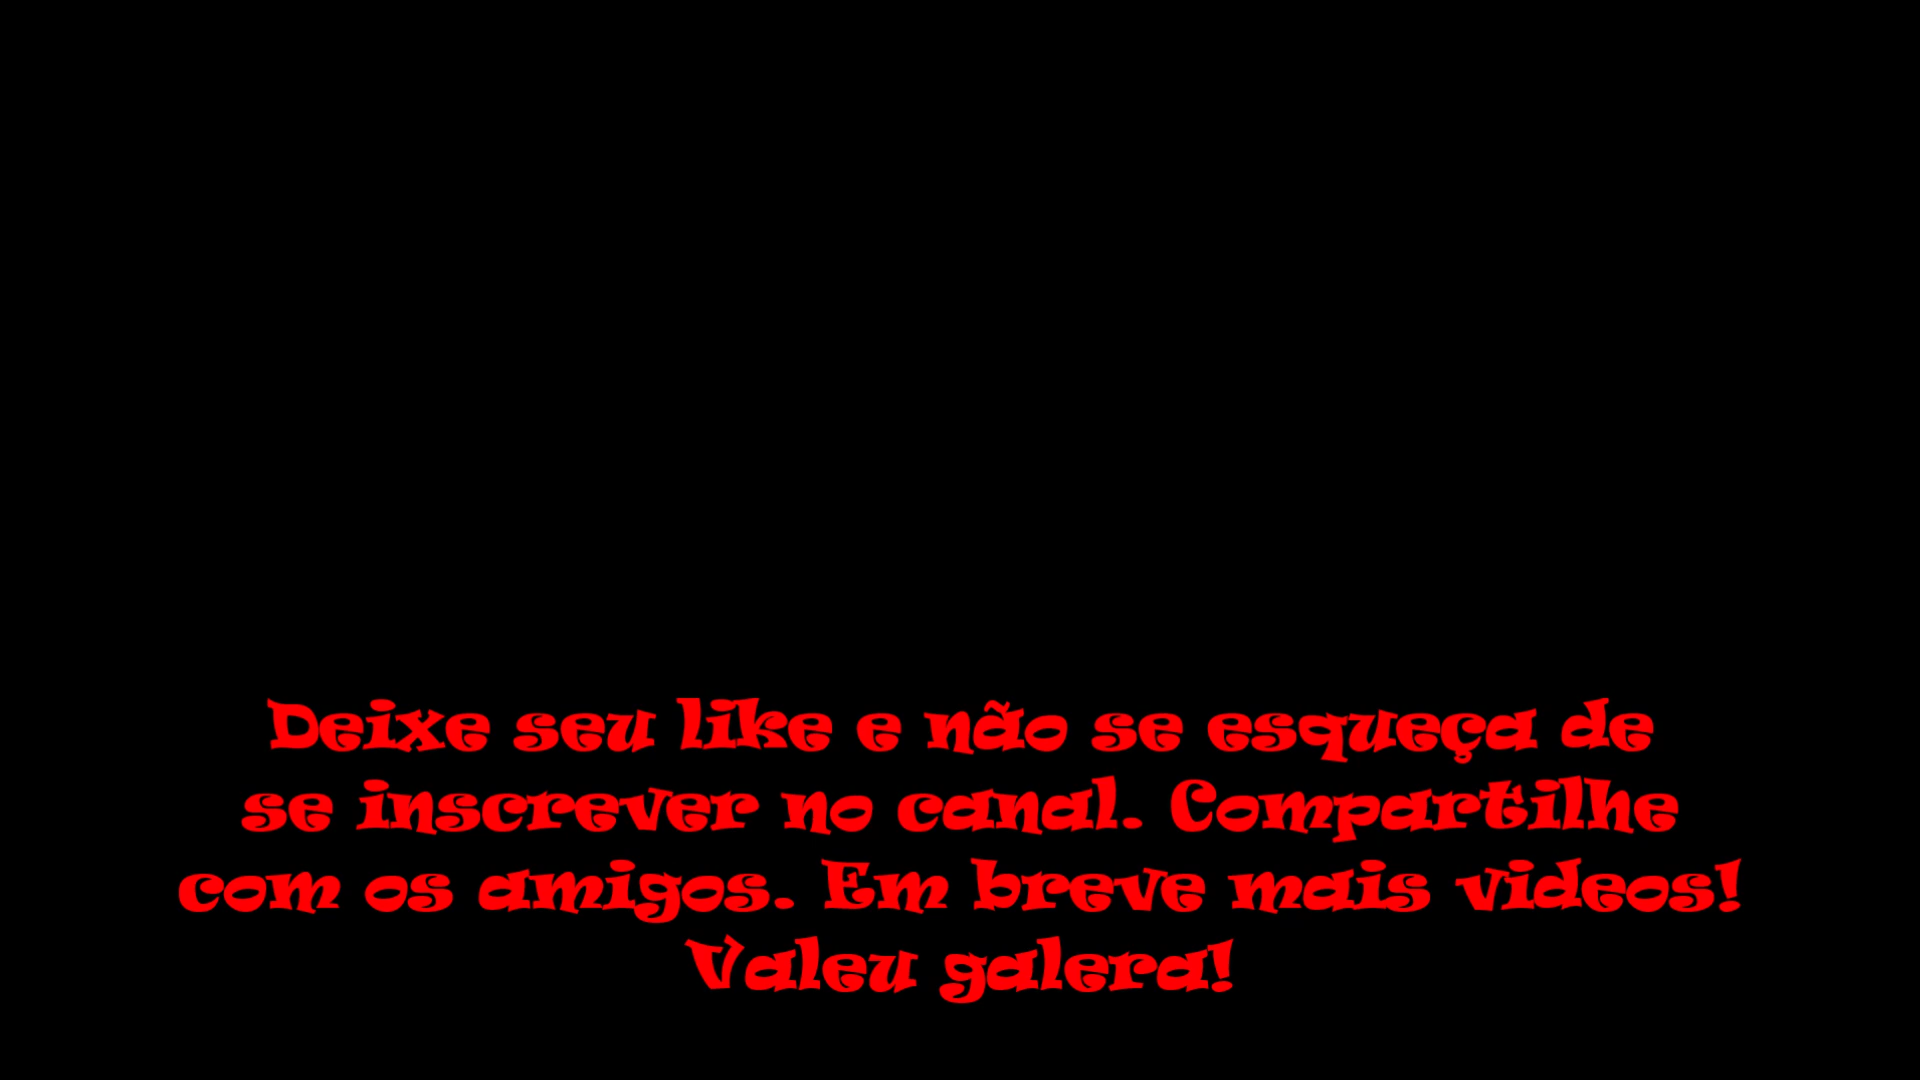 Deixe seu like e não se esqueça de
se inscrever no canal. Compartilhe
com os amigos. Em breve mais videos!
Valeu galera!